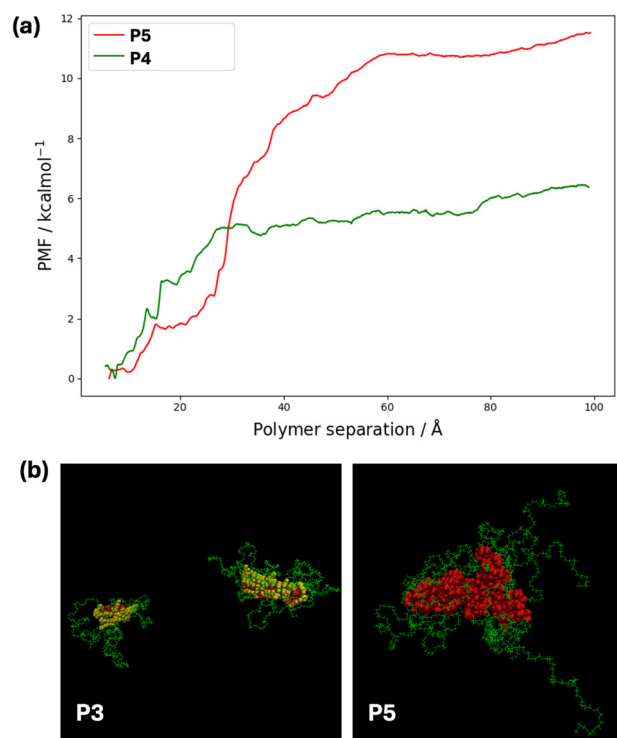 (a)
P5
P4
12
10
8
6
4
2
0
PMF / kcalmol⁻¹
20 40 60 80 100
Polymer separation / Å
(b)
P3 P5